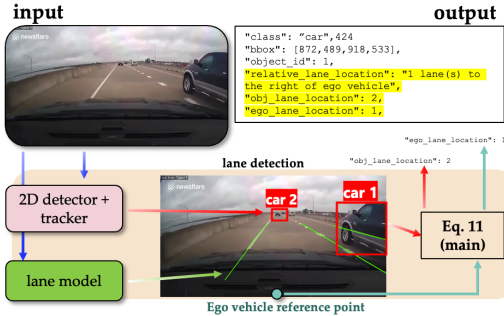 input
output
newsflare
"class": "car",424
"bbox": [872,489,918,533],
"object_id": 1,
"relative_lane_location": "1 lane(s) to
the right of ego vehicle",
"obj_lane_location": 2,
"ego_lane_location": 1,
"ego_lane_location": 1
lane detection
"obj_lane_location": 2
2D detector +
tracker
newsflare
car 2
car 1
Eq. 11
(main)
lane model
Ego vehicle reference point